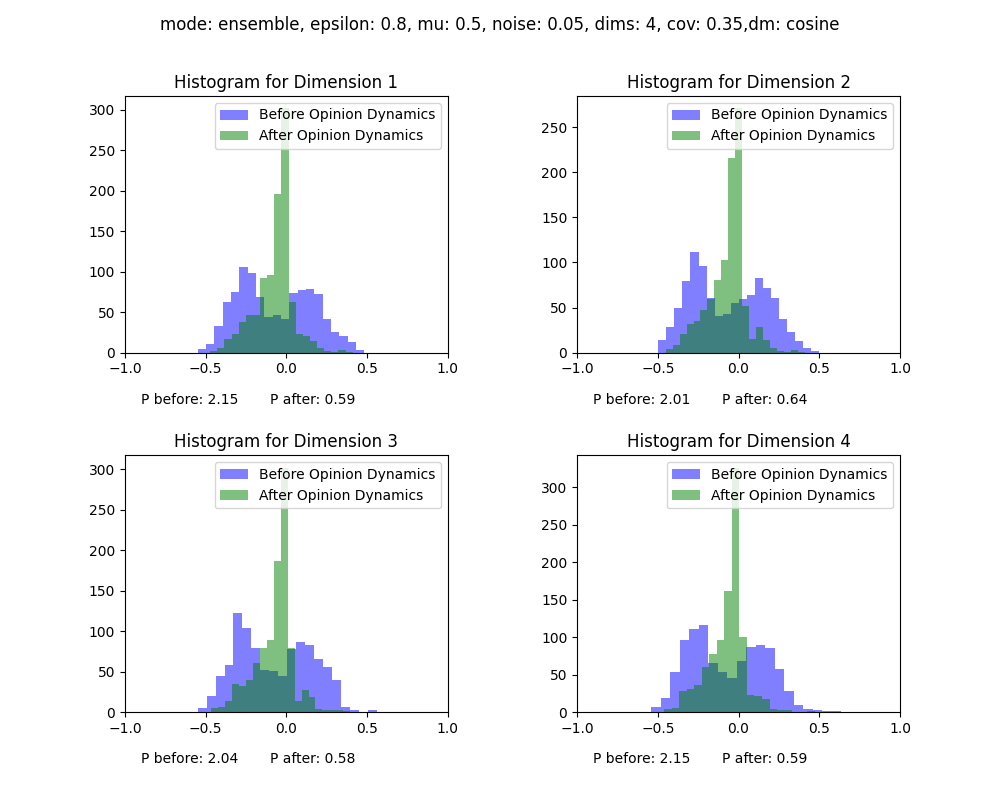 mode: ensemble, epsilon: 0.8, mu: 0.5, noise: 0.05, dims: 4, cov: 0.35,dm: cosine
Histogram for Dimension 1
Before Opinion Dynamics
After Opinion Dynamics
300
250
200
150
100
50
0
−1.0 −0.5 0.0 0.5 1.0
P before: 2.15 P after: 0.59
Histogram for Dimension 2
Before Opinion Dynamics
After Opinion Dynamics
250
200
150
100
50
0
−1.0 −0.5 0.0 0.5 1.0
P before: 2.01 P after: 0.64
Histogram for Dimension 3
Before Opinion Dynamics
After Opinion Dynamics
300
250
200
150
100
50
0
−1.0 −0.5 0.0 0.5 1.0
P before: 2.04 P after: 0.58
Histogram for Dimension 4
Before Opinion Dynamics
After Opinion Dynamics
300
250
200
150
100
50
0
−1.0 −0.5 0.0 0.5 1.0
P before: 2.15 P after: 0.59